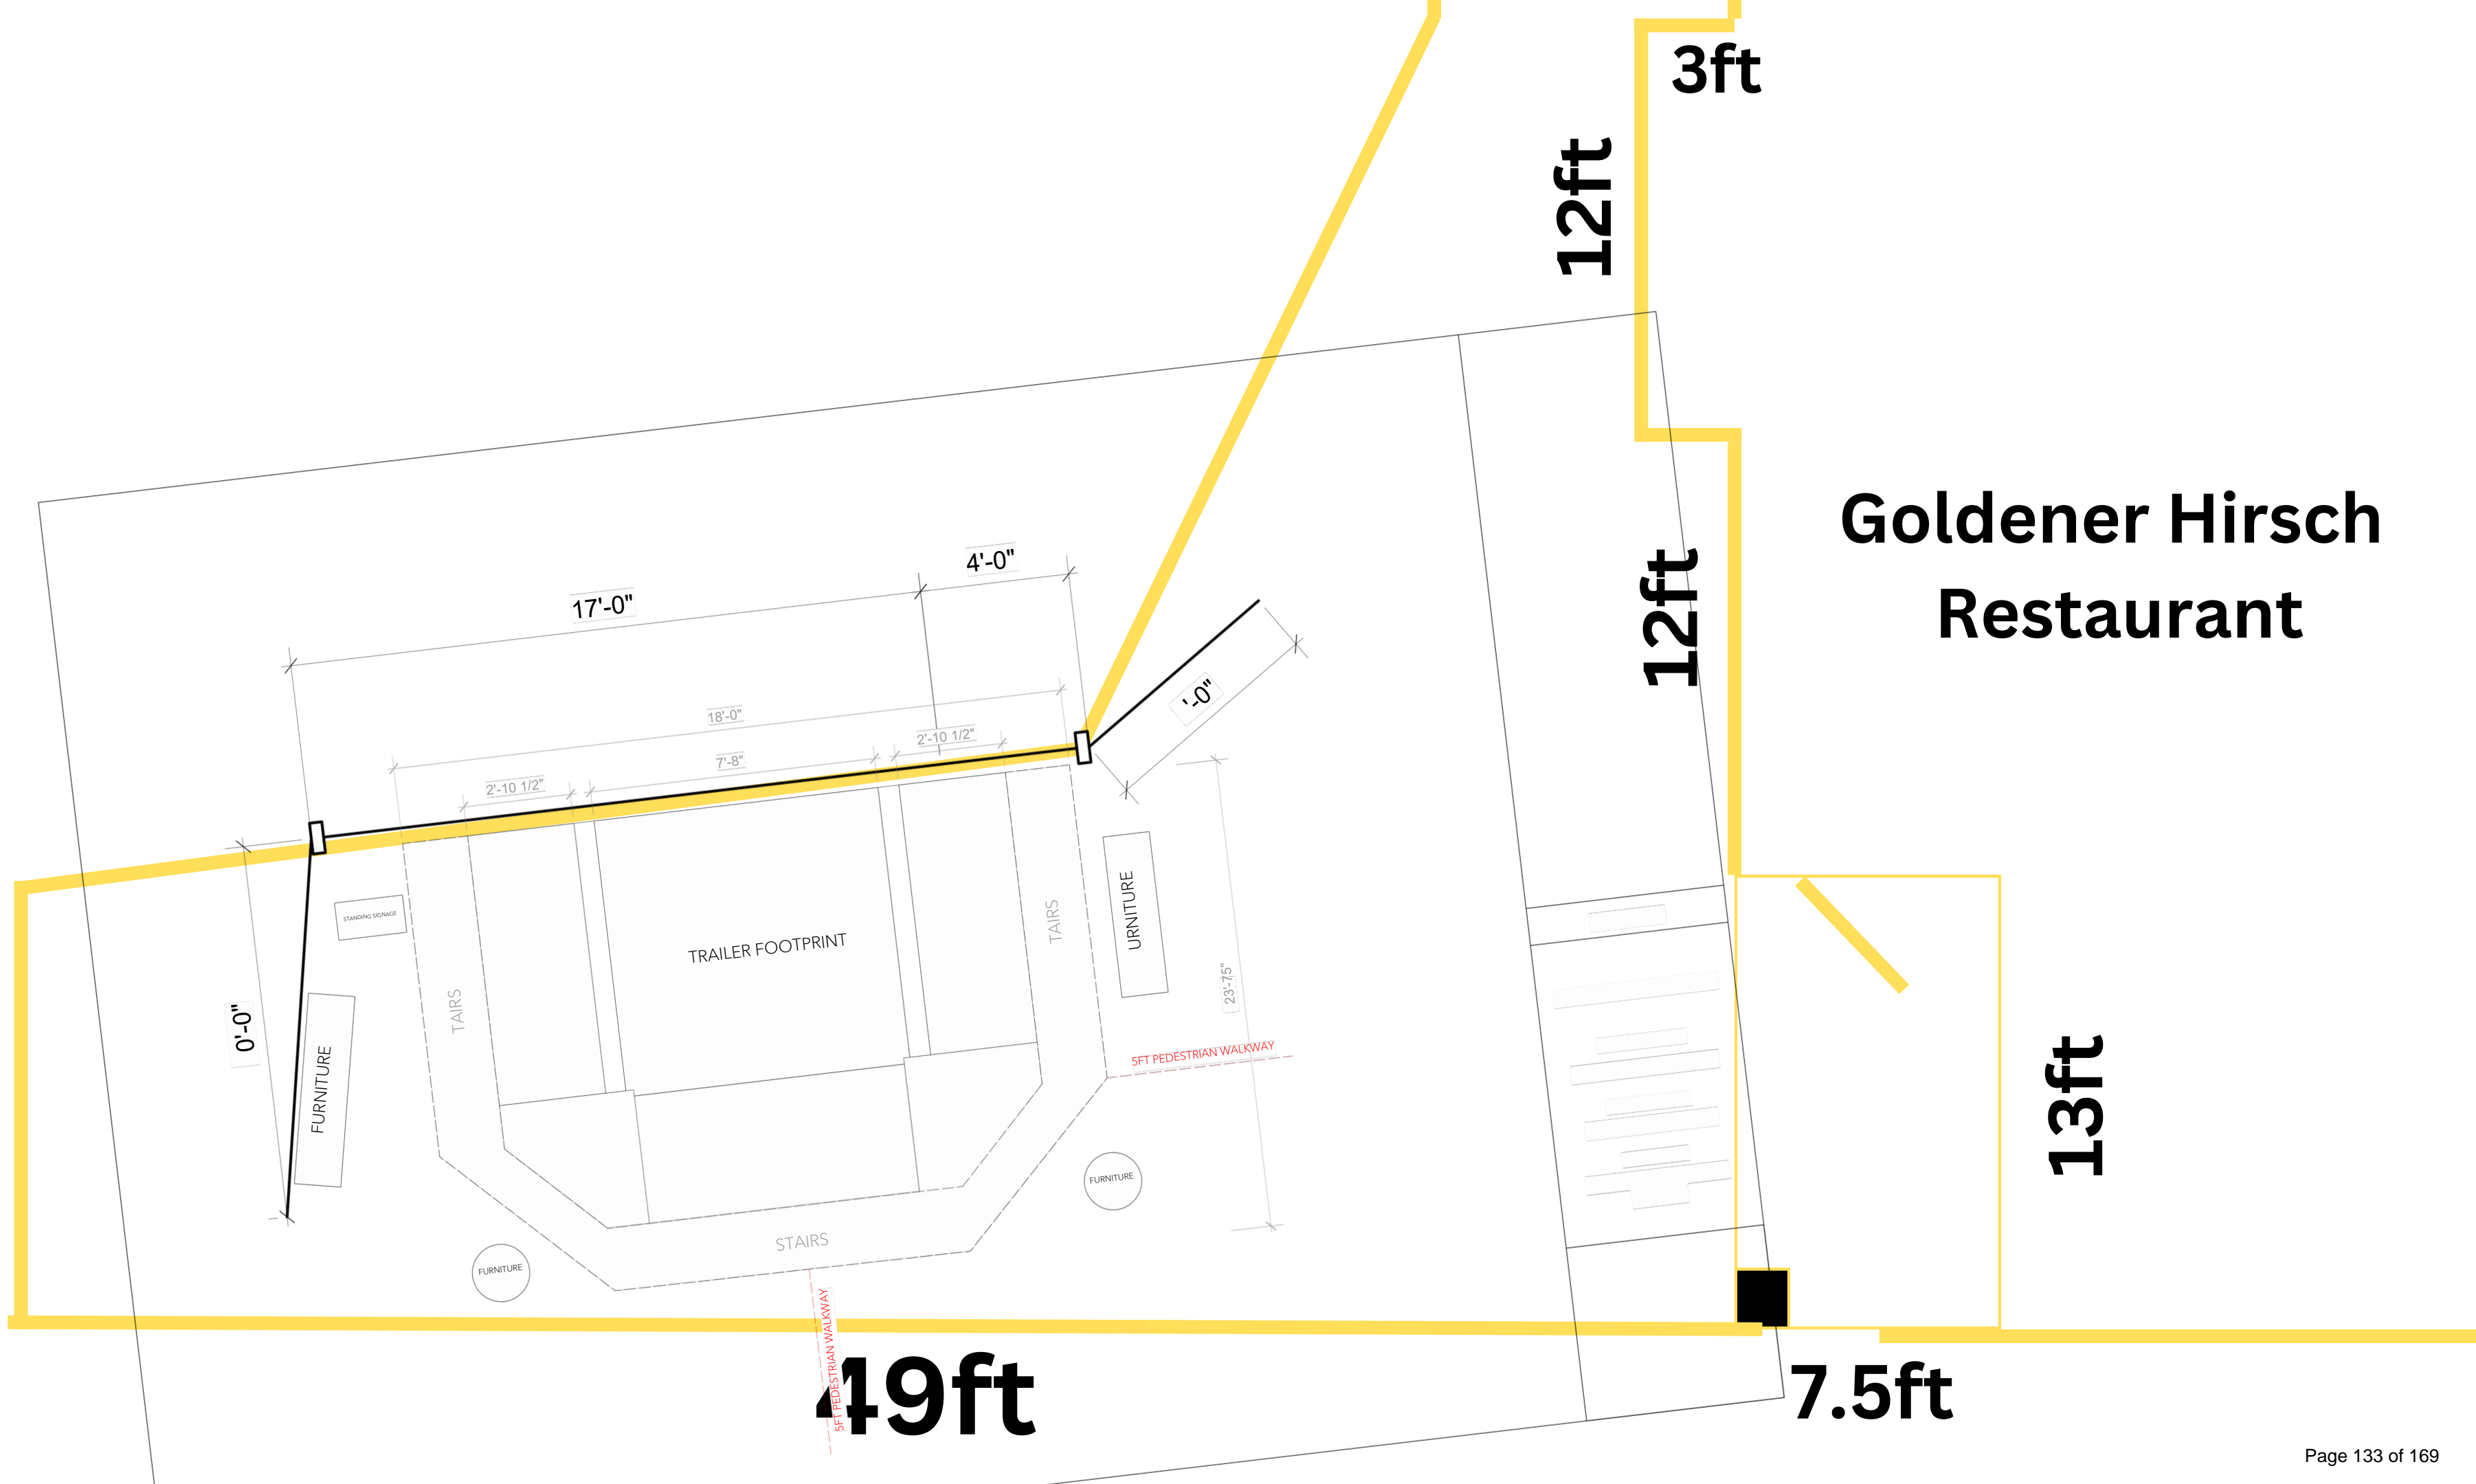 3ft
12ft
Goldener Hirsch
Restaurant
12ft
4'-0"
17'-0"
'-0"
18'-0"
2'-10 1/2"
7'-8"
2'-10 1/2"
STANDING SIGNAGE
TRAILER FOOTPRINT
TAIRS
URNITURE
TAIRS
23'-75"
0'-0"
FURNITURE
5FT PEDESTRIAN WALKWAY
13ft
FURNITURE
STAIRS
FURNITURE
5FT PEDESTRIAN WALKWAY
49ft
7.5ft
Page 133 of 169